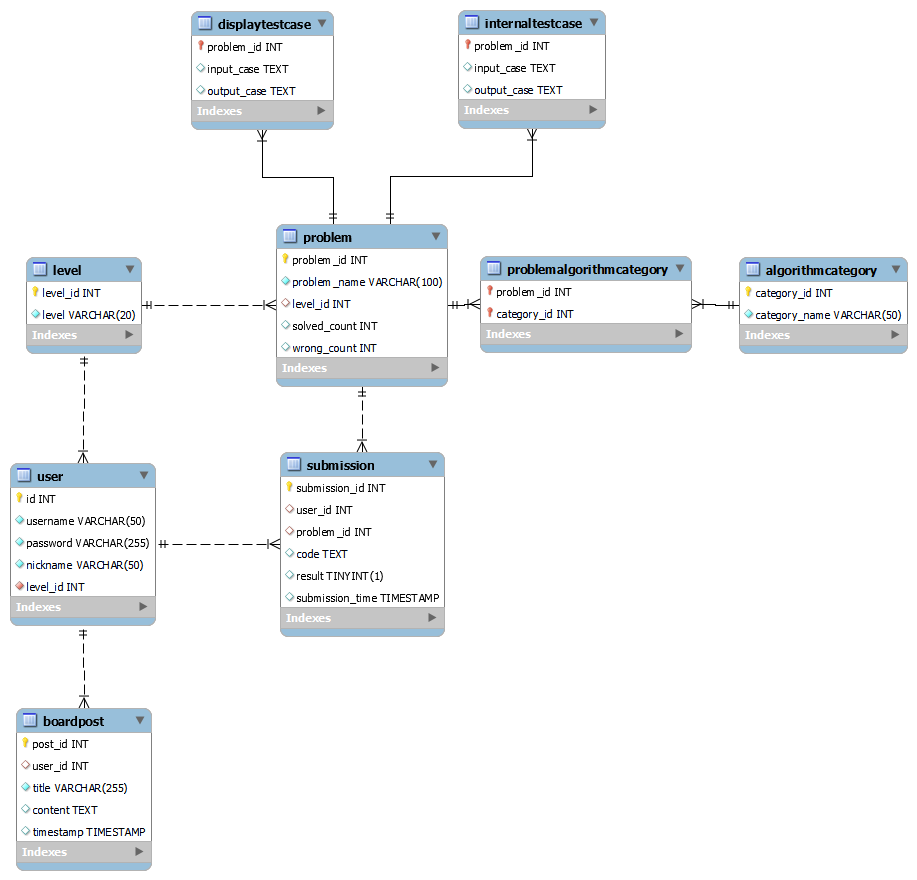 displaytestcase
problem_id INT
input_case TEXT
output_case TEXT
Indexes
internaltestcase
problem_id INT
input_case TEXT
output_case TEXT
Indexes
problem
problem_id INT
problem_name VARCHAR(100)
level_id INT
solved_count INT
wrong_count INT
Indexes
level
level_id INT
level VARCHAR(20)
Indexes
problemalgorithmcategory
problem_id INT
category_id INT
Indexes
algorithmcategory
category_id INT
category_name VARCHAR(50)
Indexes
user
id INT
username VARCHAR(50)
password VARCHAR(255)
nickname VARCHAR(50)
level_id INT
Indexes
submission
submission_id INT
user_id INT
problem_id INT
code TEXT
result TINYINT(1)
submission_time TIMESTAMP
Indexes
boardpost
post_id INT
user_id INT
title VARCHAR(255)
content TEXT
timestamp TIMESTAMP
Indexes